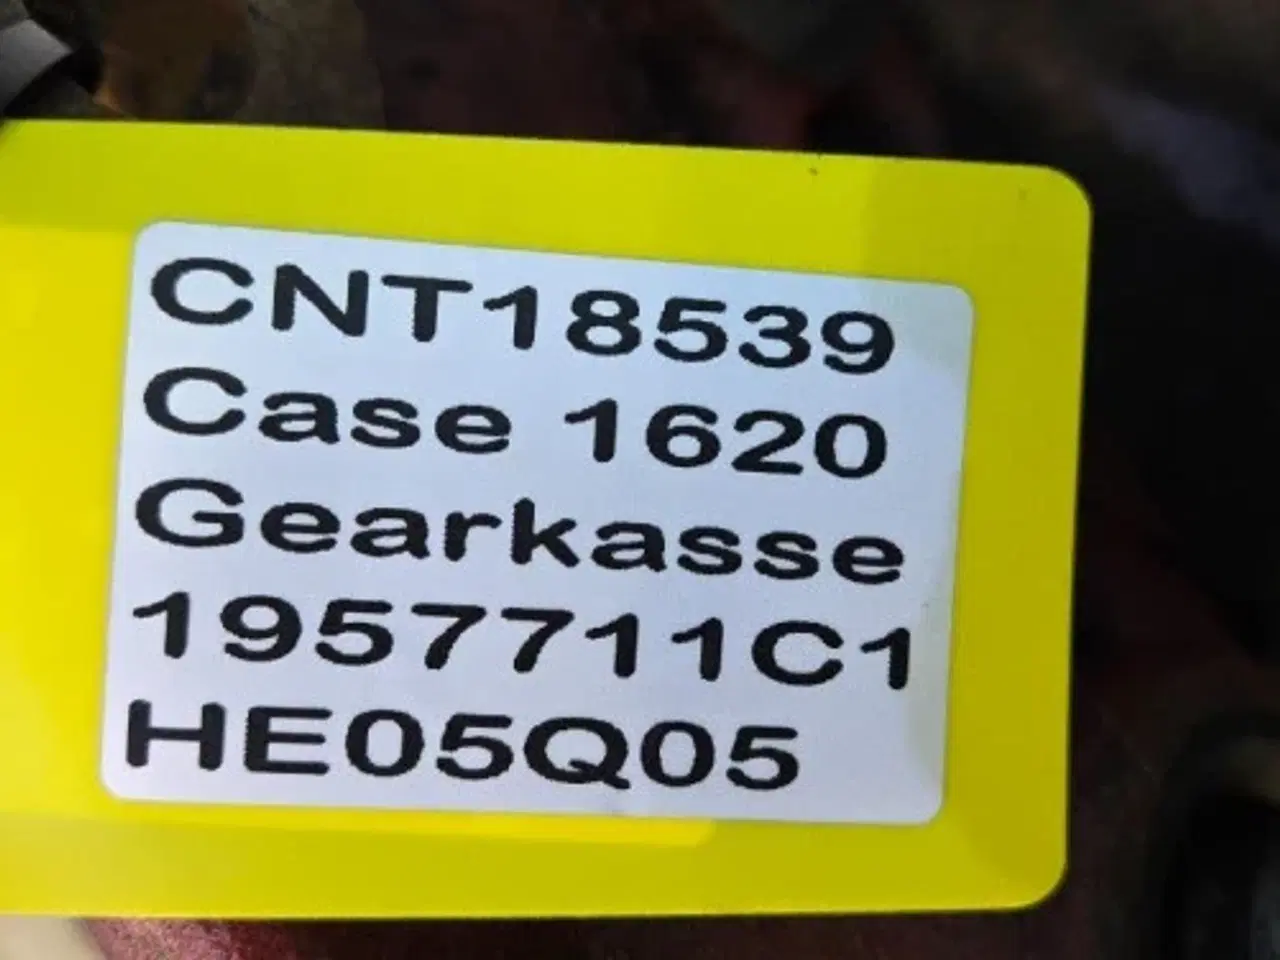 CNT18539
Case 1620
Gearkasse
1957711C1
HE05Q05